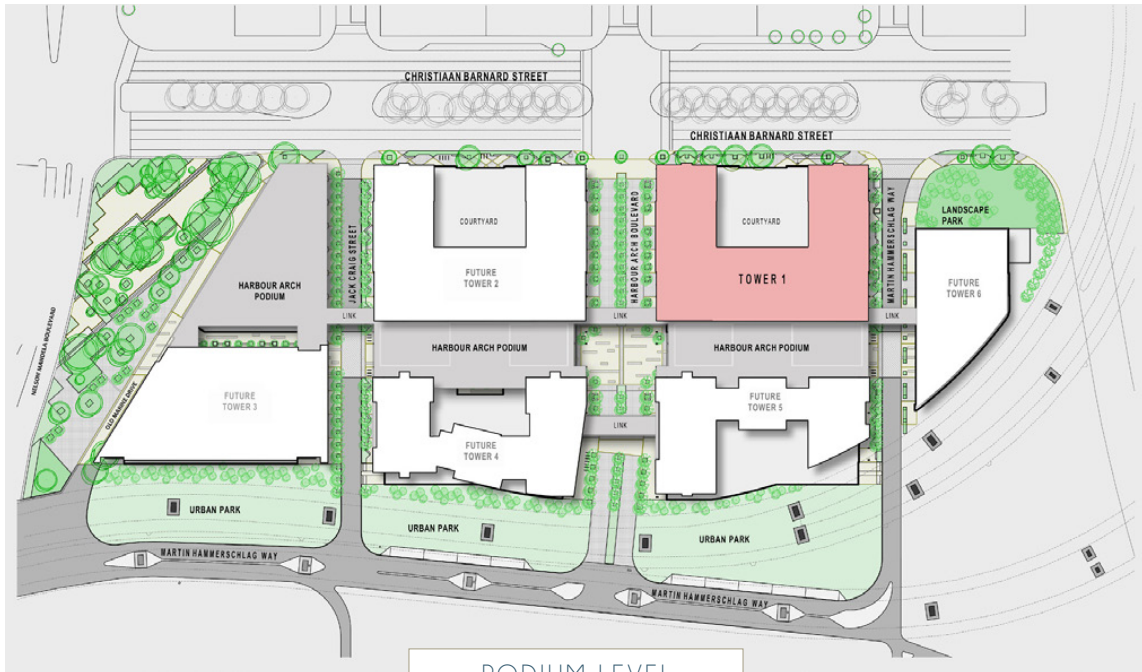 CHRISTIAAN BARNARD STREET
CHRISTIAAN BARNARD STREET
NELSON MANDELA BOULEVARD
OLD MARINE DRIVE
HARBOUR ARCH
PODIUM
JACK CRAIG STREET
LINK
COURTYARD
FUTURE
TOWER 2
HARBOUR ARCH BOULEVARD
LINK
COURTYARD
TOWER 1
MARTIN HAMMERSCHLAG WAY
LINK
LANDSCAPE
PARK
FUTURE
TOWER 6
HARBOUR ARCH PODIUM
HARBOUR ARCH PODIUM
FUTURE
TOWER 3
FUTURE
TOWER 4
LINK
FUTURE
TOWER 5
URBAN PARK
URBAN PARK
URBAN PARK
MARTIN HAMMERSCHLAG WAY
MARTIN HAMMERSCHLAG WAY
PODIUM LEVEL